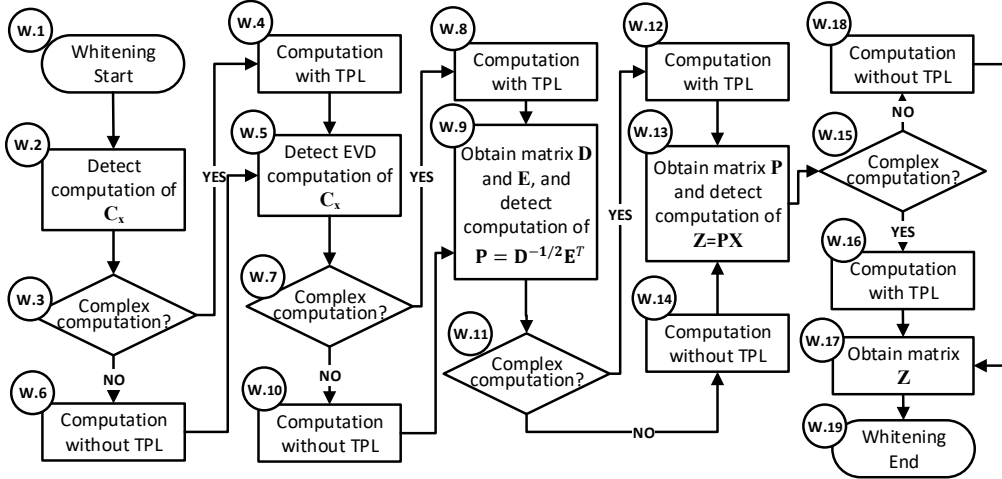 W.1
Whitening
Start
W.2
Detect
computation of
Cₓ
W.3
Complex
computation?
YES
NO
W.6
Computation
without TPL
W.4
Computation
with TPL
W.5
Detect EVD
computation of
Cₓ
W.7
Complex
computation?
YES
NO
W.10
Computation
without TPL
W.8
Computation
with TPL
W.9
Obtain matrix D
and E, and
detect
computation of
P = D⁻¹/²Eᵀ
W.11
Complex
computation?
YES
NO
W.12
Computation
with TPL
W.13
Obtain matrix P
and detect
computation of
Z=PX
W.14
Computation
without TPL
W.18
Computation
without TPL
NO
W.15
Complex
computation?
YES
W.16
Computation
with TPL
W.17
Obtain matrix
Z
W.19
Whitening
End